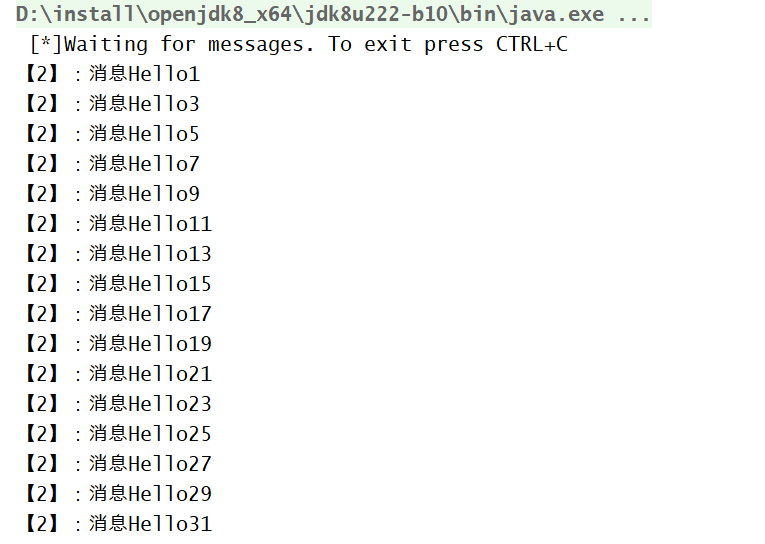 D:\install\openjdk8_x64\jdk8u222-b10\bin\java.exe ...
[*]Waiting for messages. To exit press CTRL+C
【2】：消息Hello1
【2】：消息Hello3
【2】：消息Hello5
【2】：消息Hello7
【2】：消息Hello9
【2】：消息Hello11
【2】：消息Hello13
【2】：消息Hello15
【2】：消息Hello17
【2】：消息Hello19
【2】：消息Hello21
【2】：消息Hello23
【2】：消息Hello25
【2】：消息Hello27
【2】：消息Hello29
【2】：消息Hello31